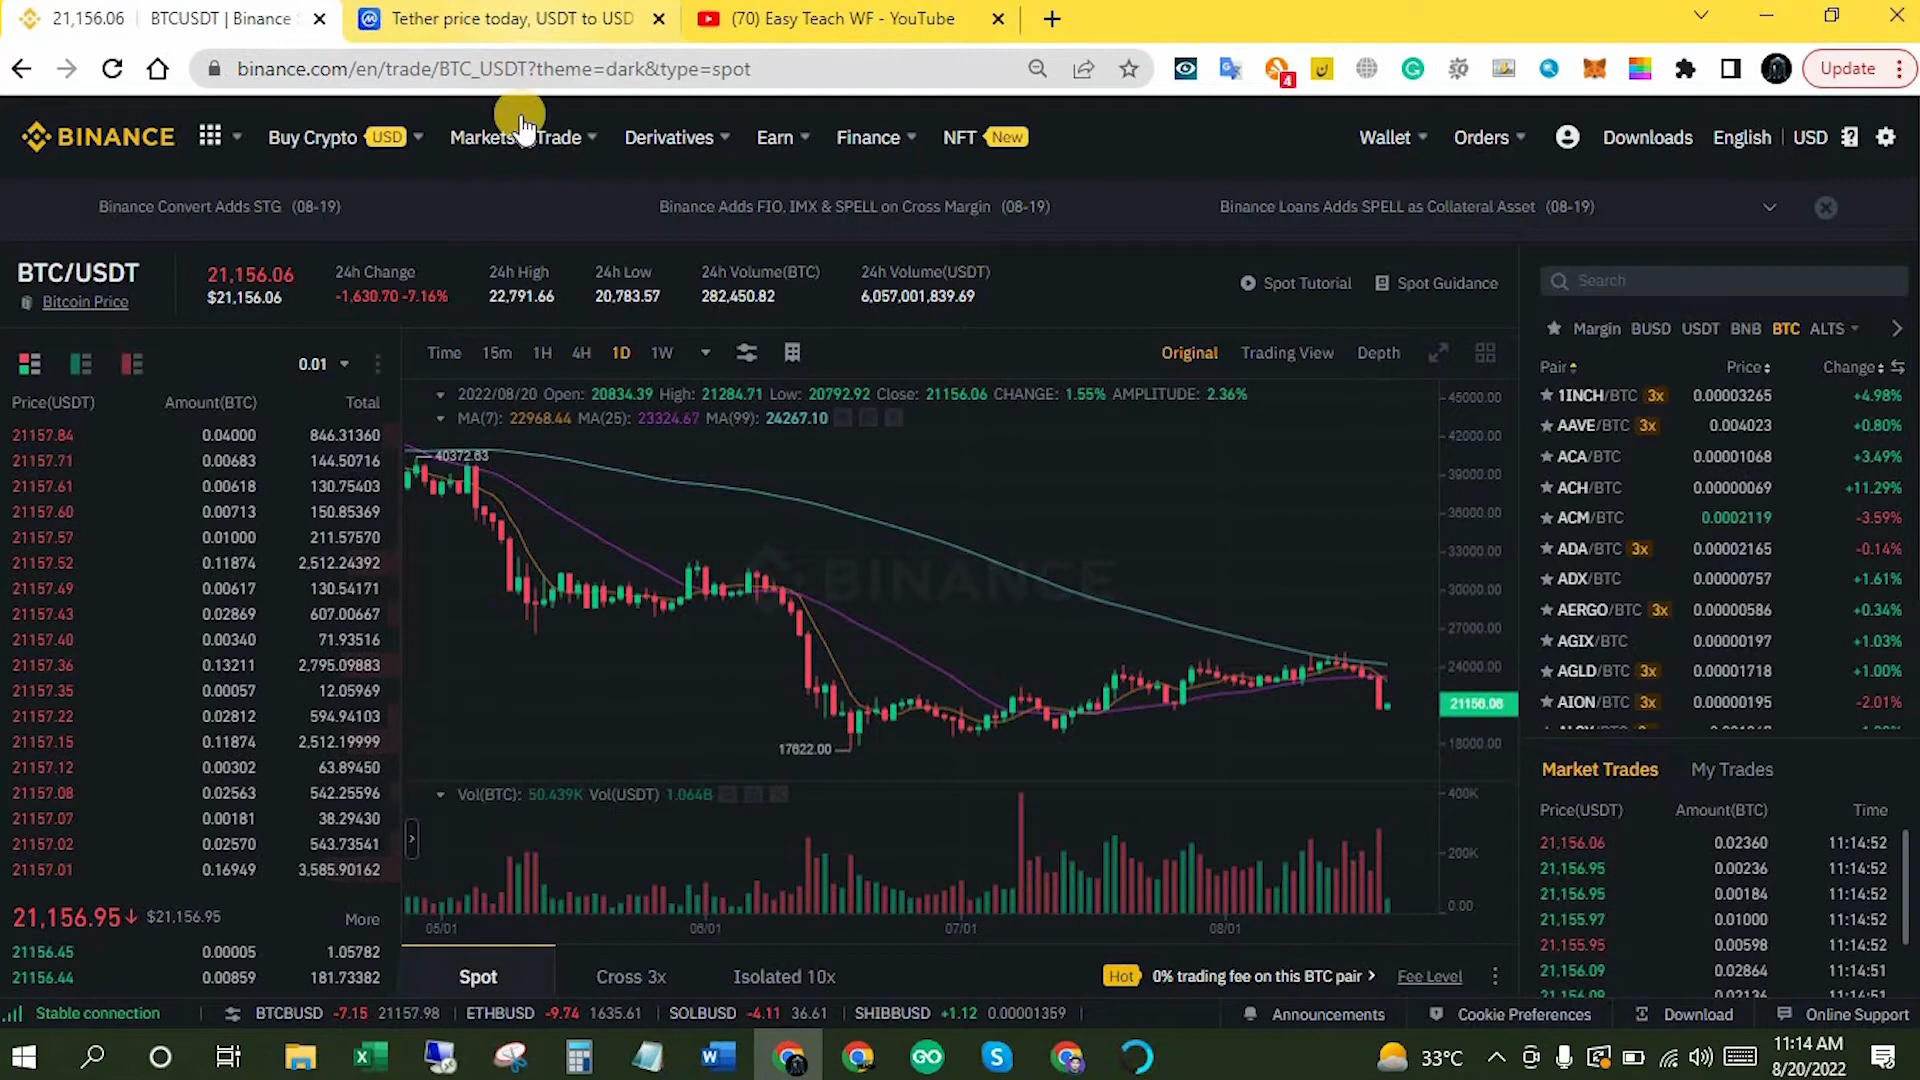 21,156.06 BTCUSDT | Binance S
Tether price today, USDT to USD
(70) Easy Teach WF - YouTube
binance.com/en/trade/BTC_USDT?theme=dark&type=spot
4
Update
BINANCE
Buy Crypto USD
Markets
Trade
Derivatives
Earn
Finance
NFT New
Wallet
Orders
Downloads
English
USD
Binance Convert Adds STG (08-19)
Binance Adds FIO, IMX & SPELL on Cross Margin (08-19)
Binance Loans Adds SPELL as Collateral Asset (08-19)
BTC/USDT
Bitcoin Price
21,156.06
$21,156.06
24h Change
-1,630.70 -7.16%
24h High
22,791.66
24h Low
20,783.57
24h Volume(BTC)
282,450.82
24h Volume(USDT)
6,057,001,839.69
Spot Tutorial
Spot Guidance
0.01
Price(USDT) Amount(BTC) Total
21157.84 0.04000 846.31360
21157.71 0.00683 144.50716
21157.61 0.00618 130.75403
21157.60 0.00713 150.85369
21157.57 0.01000 211.57570
21157.52 0.11874 2,512.24392
21157.49 0.00617 130.54171
21157.43 0.02869 607.00667
21157.40 0.00340 71.93516
21157.36 0.13211 2,795.09883
21157.35 0.00057 12.05969
21157.22 0.02812 594.94103
21157.15 0.11874 2,512.19999
21157.12 0.00302 63.89450
21157.08 0.02563 542.25596
21157.07 0.00181 38.29430
21157.02 0.02570 543.73541
21157.01 0.16949 3,585.90162
21,156.95↓ $21,156.95 More
21156.45 0.00005 1.05782
21156.44 0.00859 181.73382
Time 15m 1H 4H 1D 1W
Original Trading View Depth
2022/08/20 Open: 20834.39 High: 21284.71 Low: 20792.92 Close: 21156.06 CHANGE: 1.55% AMPLITUDE: 2.36%
MA(7): 22968.44 MA(25): 23324.67 MA(99): 24267.10
40372.63
BINANCE
17622.00
45000.00
42000.00
39000.00
36000.00
33000.00
30000.00
27000.00
24000.00
21156.06
18000.00
Vol(BTC): 50.439K Vol(USDT) 1.064B
400K
200K
0.00
05/01 06/01 07/01 08/01
Spot
Cross 3x
Isolated 10x
Hot 0% trading fee on this BTC pair
Fee Level
Search
Margin BUSD USDT BNB BTC ALTS
Pair Price Change
1INCH/BTC 3x 0.00003265 +4.98%
AAVE/BTC 3x 0.004023 +0.80%
ACA/BTC 0.00001068 +3.49%
ACH/BTC 0.00000069 +11.29%
ACM/BTC 0.0002119 -3.59%
ADA/BTC 3x 0.00002165 -0.14%
ADX/BTC 0.00000757 +1.61%
AERGO/BTC 3x 0.00000586 +0.34%
AGIX/BTC 0.00000197 +1.03%
AGLD/BTC 3x 0.00001718 +1.00%
AION/BTC 3x 0.00000195 -2.01%
Market Trades
My Trades
Price(USDT) Amount(BTC) Time
21,156.06 0.02360 11:14:52
21,156.95 0.00236 11:14:52
21,156.95 0.00184 11:14:52
21,155.97 0.01000 11:14:52
21,155.95 0.00598 11:14:52
21,156.09 0.02864 11:14:51
21,156.09 0.02136 11:14:51
Stable connection
BTCBUSD -7.15 21157.98
ETHBUSD -9.74 1635.61
SOLBUSD -4.11 36.61
SHIBBUSD +1.12 0.00001359
Announcements
Cookie Preferences
Download
Online Support
33°C
11:14 AM
8/20/2022